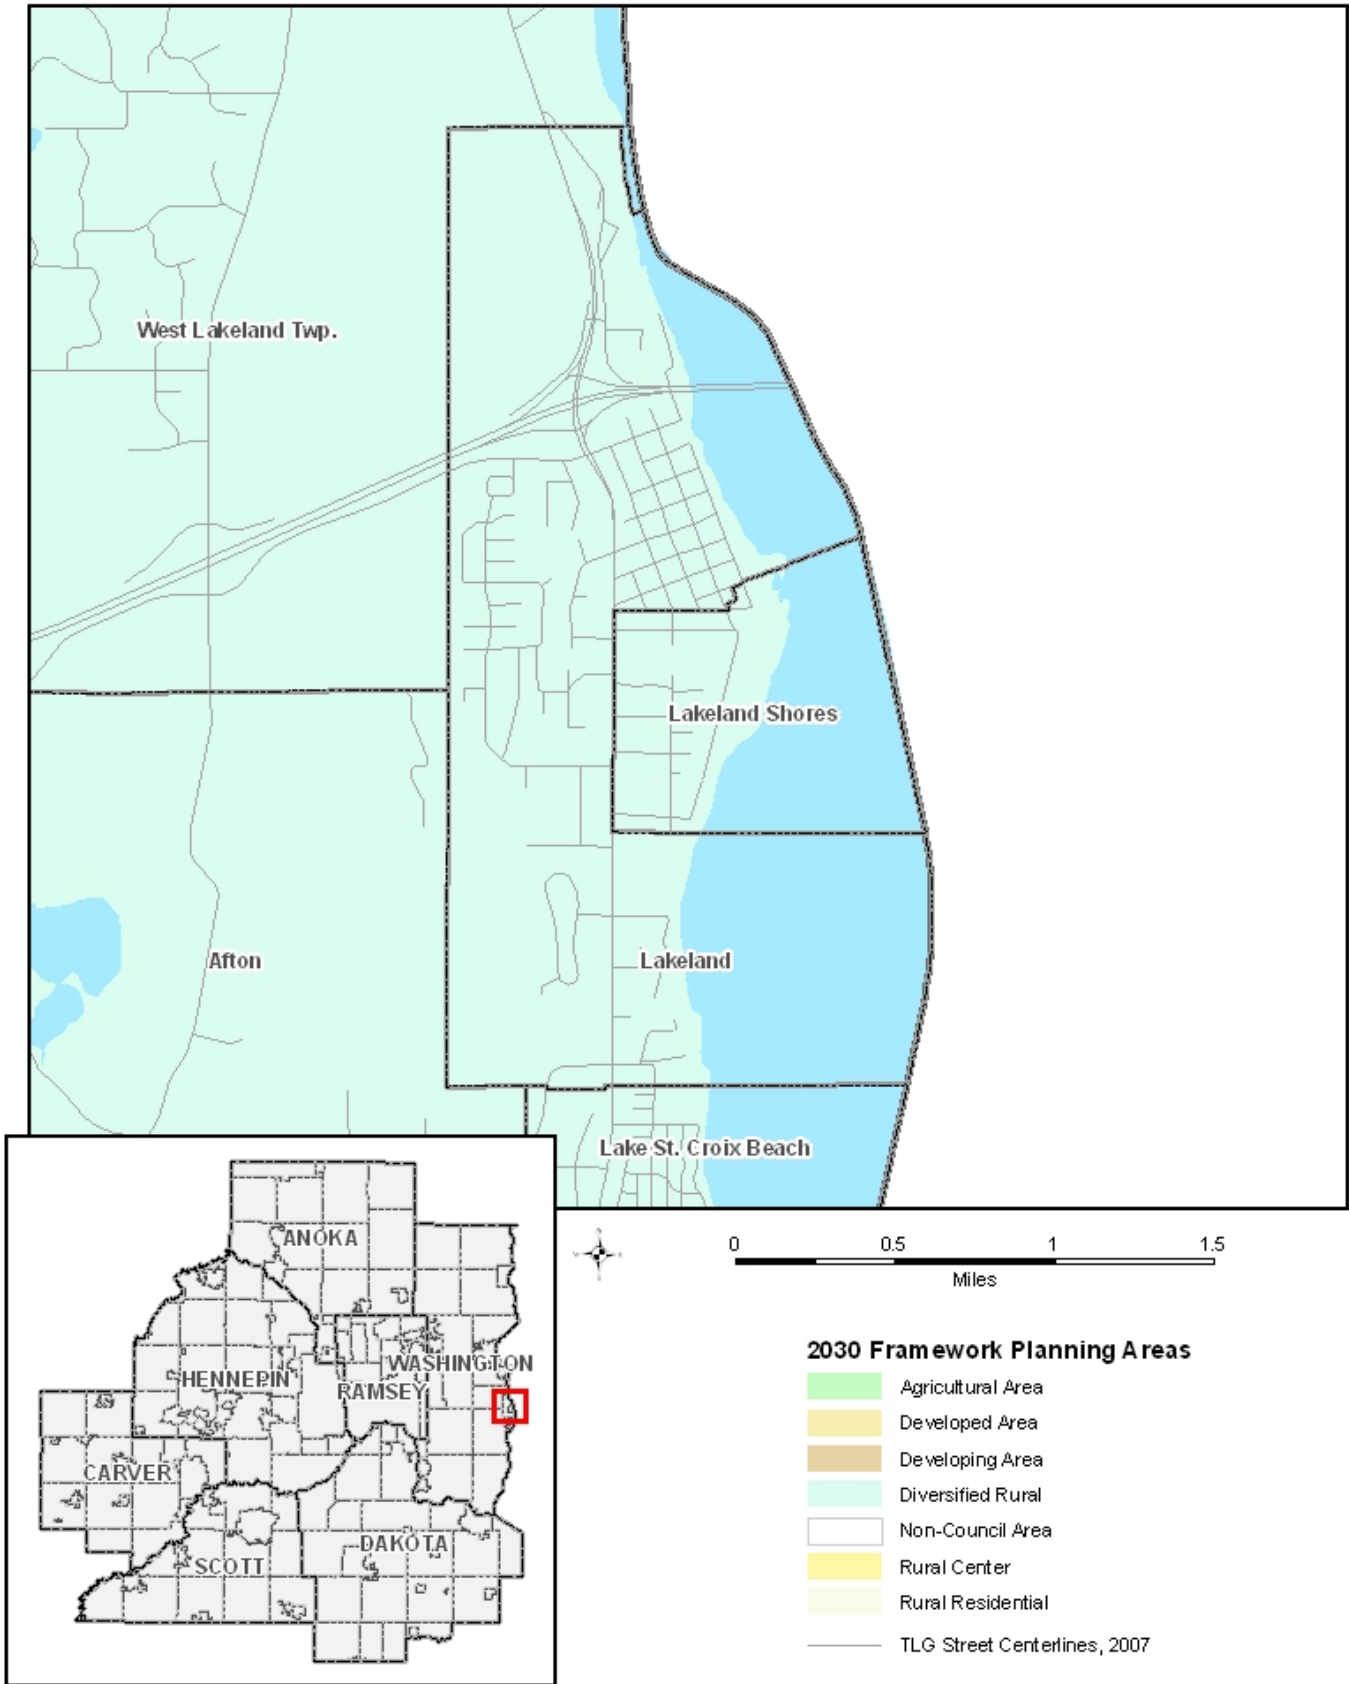 West Lakeland Twp.
Lakeland Shores
Afton
Lakeland
Lake St. Croix Beach
ANOKA
WASHINGTON
HENNEPIN
RAMSEY
CARVER
DAKOTA
SCOTT
0 0.5 1 1.5
Miles
2030 Framework Planning Areas
Agricultural Area
Developed Area
Developing Area
Diversified Rural
Non-Council Area
Rural Center
Rural Residential
TLG Street Centerlines, 2007